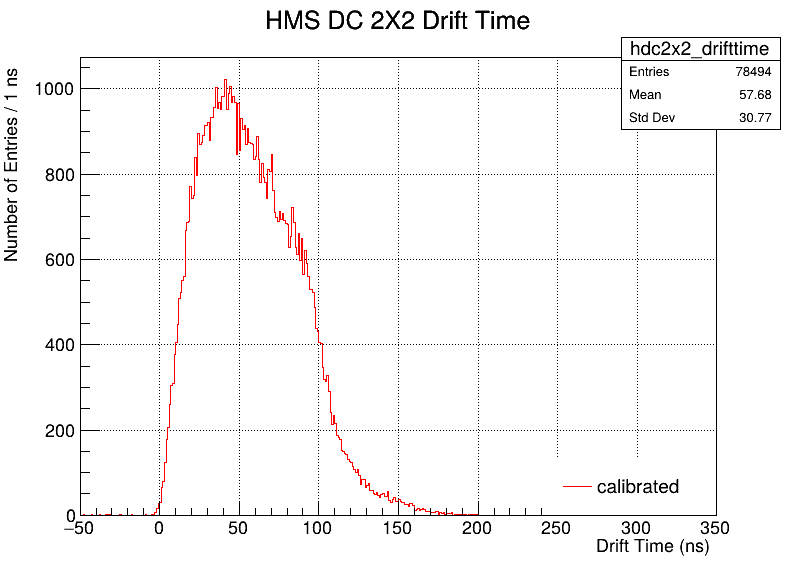 HMS DC 2X2 Drift Time
hdc2x2_drifttime
Entries 78494
Mean 57.68
Std Dev 30.77
Number of Entries / 1 ns
1000
800
600
400
200
0
−50 0 50 100 150 200 250 300 350
Drift Time (ns)
calibrated